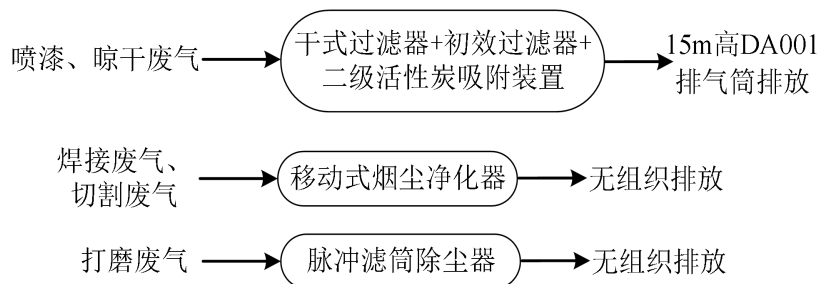 喷漆、晾干废气
干式过滤器+初效过滤器+
二级活性炭吸附装置
15m高DA001
排气筒排放
焊接废气、
切割废气
移动式烟尘净化器
无组织排放
打磨废气
脉冲滤筒除尘器
无组织排放